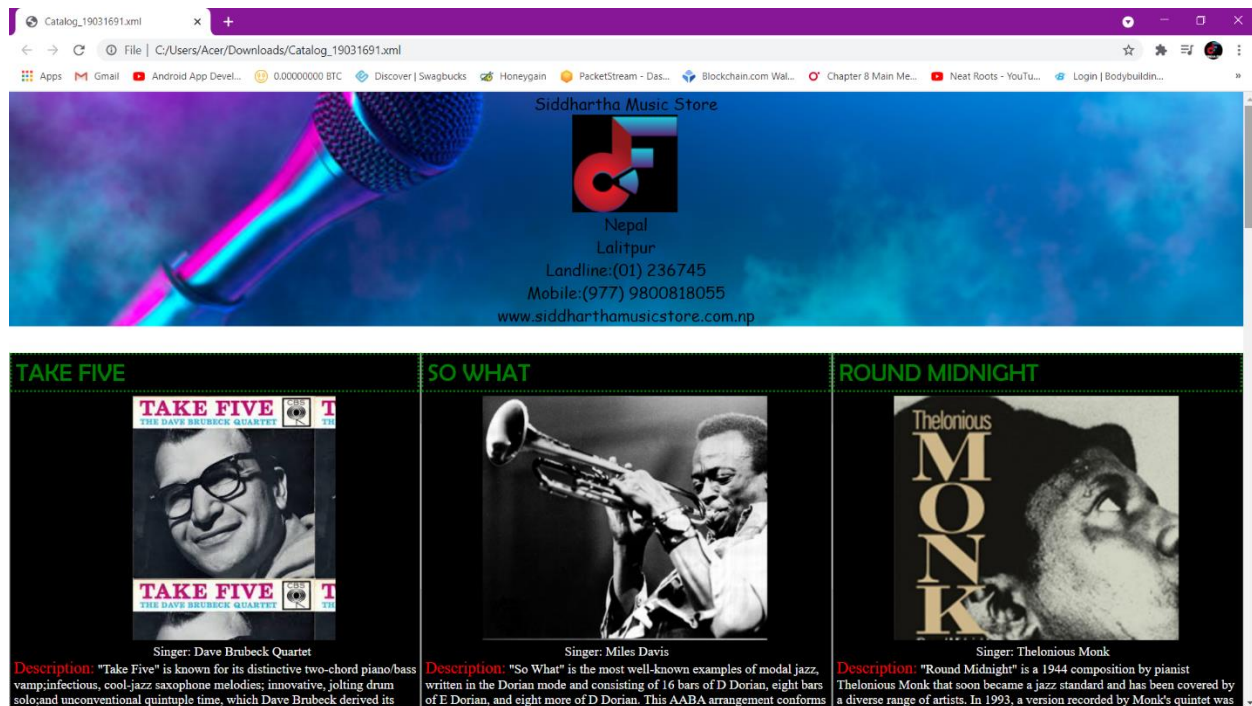 Catalog_19031691.xml
File | C:/Users/Acer/Downloads/Catalog_19031691.xml
Apps Gmail Android App Devel... 0.00000000 BTC Discover | Swagbucks Honeygain PacketStream - Das... Blockchain.com Wal... Chapter 8 Main Me... Neat Roots - YouTu... Login | Bodybuildin... »
Siddhartha Music Store
Nepal
Lalitpur
Landline:(01) 236745
Mobile:(977) 9800818055
www.siddharthamusicstore.com.np
TAKE FIVE
TAKE FIVE
THE DAVE BRUBECK QUARTET
CBS
T
TH
TAKE FIVE
THE DAVE BRUBECK QUARTET
CBS
T
TH
Singer: Dave Brubeck Quartet
Description: "Take Five" is known for its distinctive two-chord piano/bass
vamp;infectious, cool-jazz saxophone melodies; innovative, jolting drum
solo;and unconventional quintuple time, which Dave Brubeck derived its
SO WHAT
Singer: Miles Davis
Description: "So What" is the most well-known examples of modal jazz,
written in the Dorian mode and consisting of 16 bars of D Dorian, eight bars
of E Dorian, and eight more of D Dorian. This AABA arrangement conforms
ROUND MIDNIGHT
Thelonious
MONK
Singer: Thelonious Monk
Description: "Round Midnight" is a 1944 composition by pianist
Thelonious Monk that soon became a jazz standard and has been covered by
a diverse range of artists. In 1993, a version recorded by Monk's quintet was